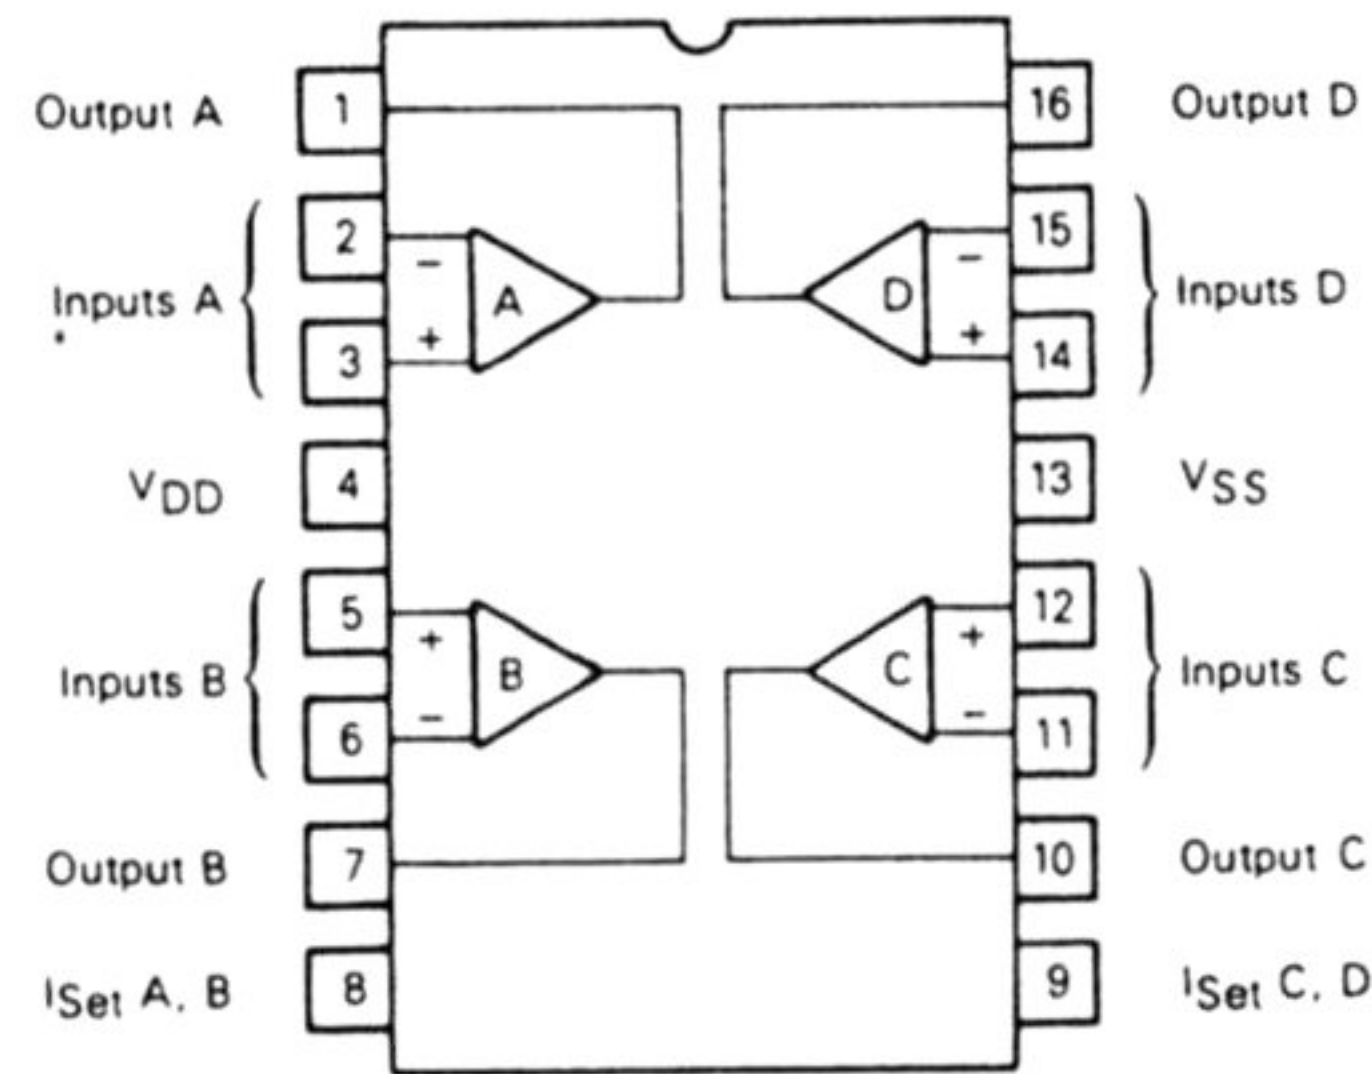 Output A 1 16 Output D
2 15
- -
Inputs A A D Inputs D
+ +
3 14
VDD 4 13 VSS
5 12
+ +
Inputs B B C Inputs C
- -
6 11
Output B 7 10 Output C
ISet A, B 8 9 ISet C, D